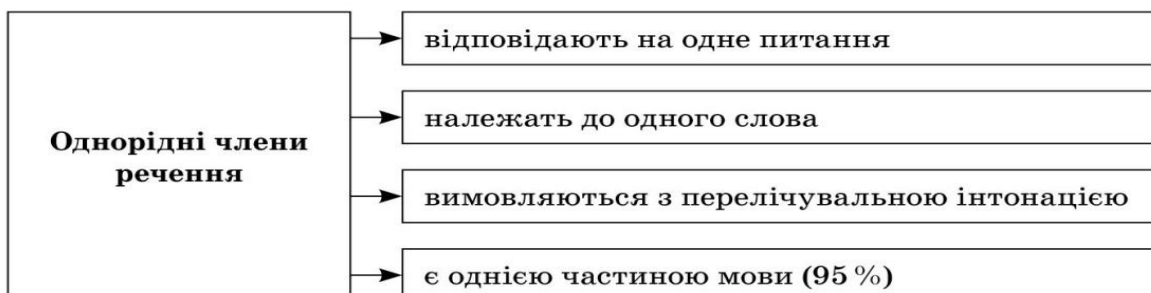 Однорідні члени
речення
відповідають на одне питання
належать до одного слова
вимовляються з перелічувальною інтонацією
є однією частиною мови (95 %)